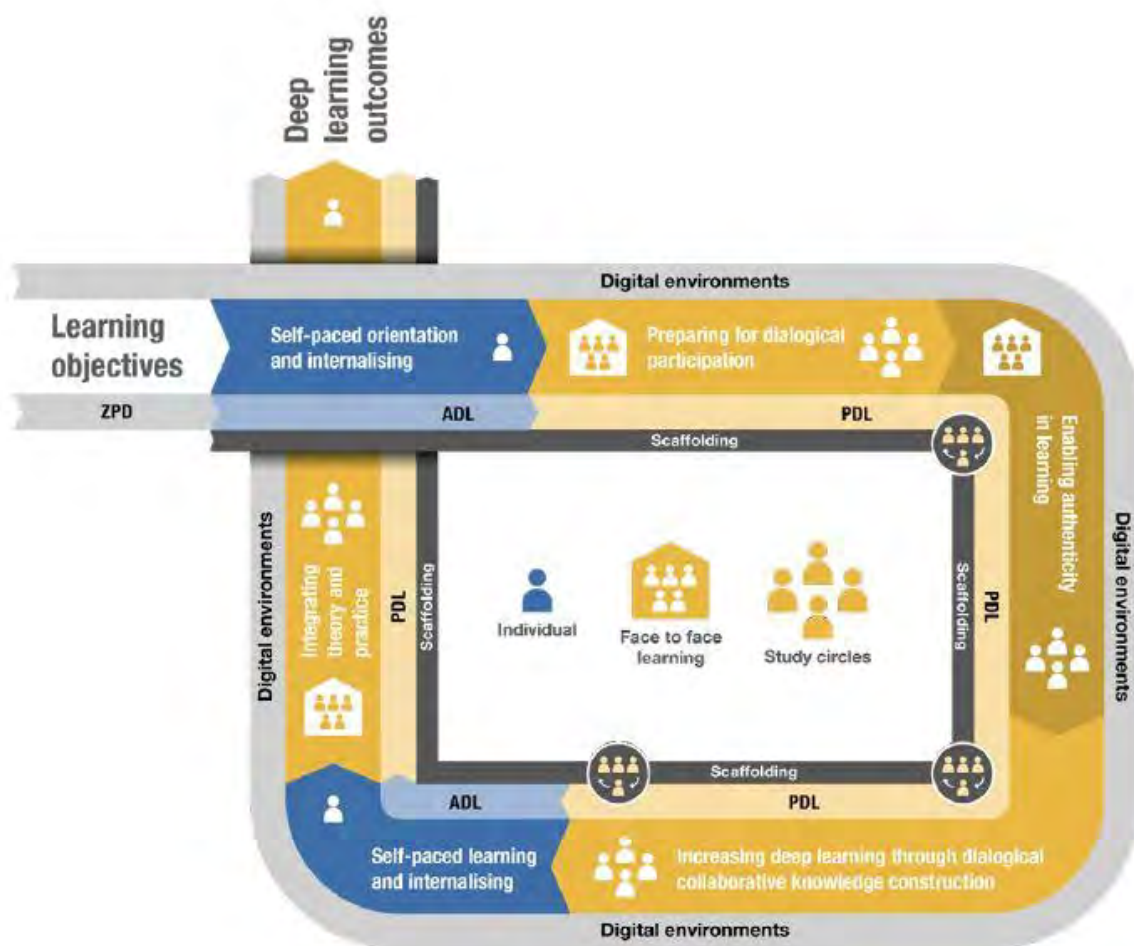 Deep
learning
outcomes
Digital environments
Learning
objectives
Self-paced orientation
and internalising
Preparing for dialogical
participation
ZPD
ADL
PDL
Scaffolding
Enabling authenticity
in learning
Digital environments
PDL
Scaffolding
Digital environments
Integrating
theory and
practice
PDL
Scaffolding
Individual
Face to face
learning
Study circles
Scaffolding
ADL
PDL
Self-paced learning
and internalising
Increasing deep learning through dialogical
collaborative knowledge construction
Digital environments